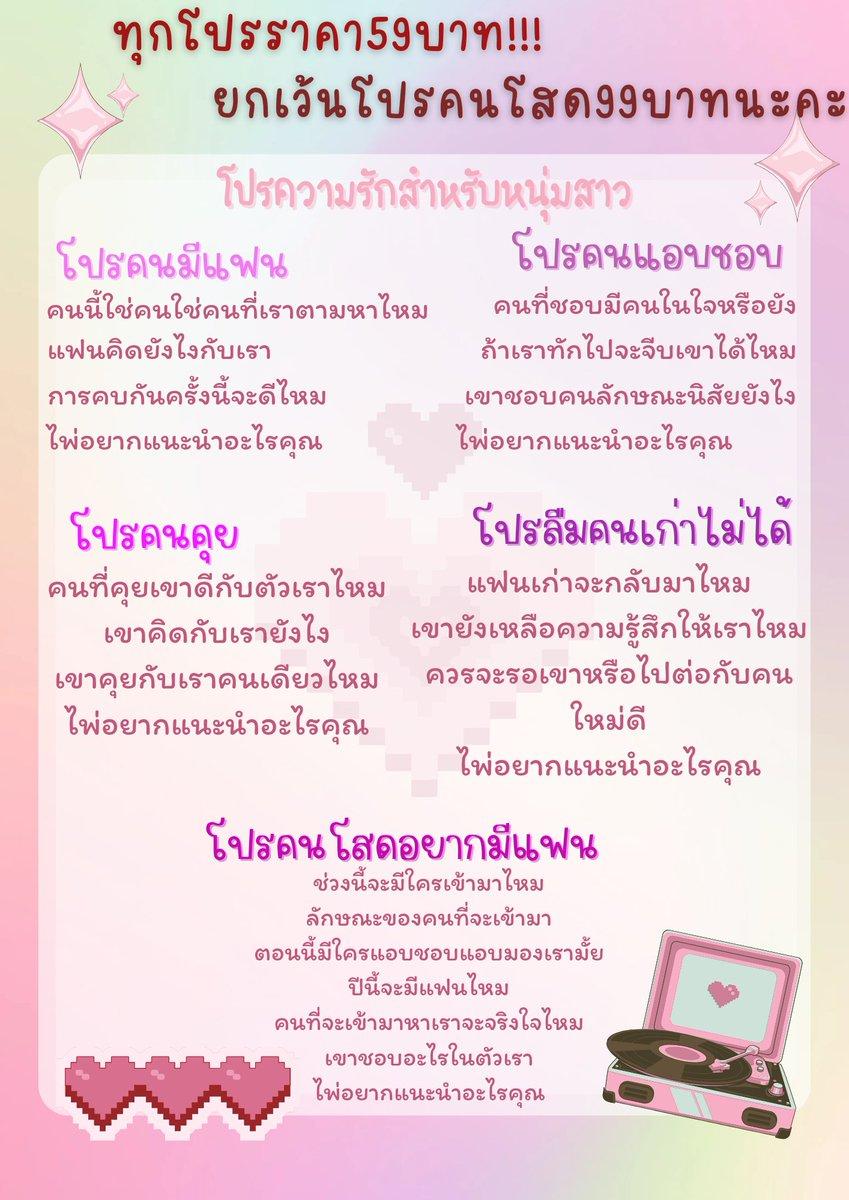 ทุกโปรราคา59บาท!!!
ยกเว้นโปรคนโสด99บาทนะคะ
โปรความรักสำหรับหนุ่มสาว
โปรคนมีแฟน
คนนี้ใช่คนใช่คนที่เราตามหาไหม
แฟนคิดยังไงกับเรา
การคบกันครั้งนี้จะดีไหม
ไพ่อยากแนะนำอะไรคุณ
โปรคนแอบชอบ
คนที่ชอบมีคนในใจหรือยัง
ถ้าเราทักไปจะจีบเขาได้ไหม
เขาชอบคนลักษณะนิสัยยังไง
ไพ่อยากแนะนำอะไรคุณ
โปรคนคุย
คนที่คุยเขาดีกับตัวเราไหม
เขาคิดกับเรายังไง
เขาคุยกับเราคนเดียวไหม
ไพ่อยากแนะนำอะไรคุณ
โปรลืมคนเก่าไม่ได้
แฟนเก่าจะกลับมาไหม
เขายังเหลือความรู้สึกให้เราไหม
ควรจะรอเขาหรือไปต่อกับคน
ใหม่ดี
ไพ่อยากแนะนำอะไรคุณ
โปรคนโสดอยากมีแฟน
ช่วงนี้จะมีใครเข้ามาไหม
ลักษณะของคนที่จะเข้ามา
ตอนนี้มีใครแอบชอบแอบมองเรามั้ย
ปีนี้จะมีแฟนไหม
คนที่จะเข้ามาหาเราจะจริงใจไหม
เขาชอบอะไรในตัวเรา
ไพ่อยากแนะนำอะไรคุณ